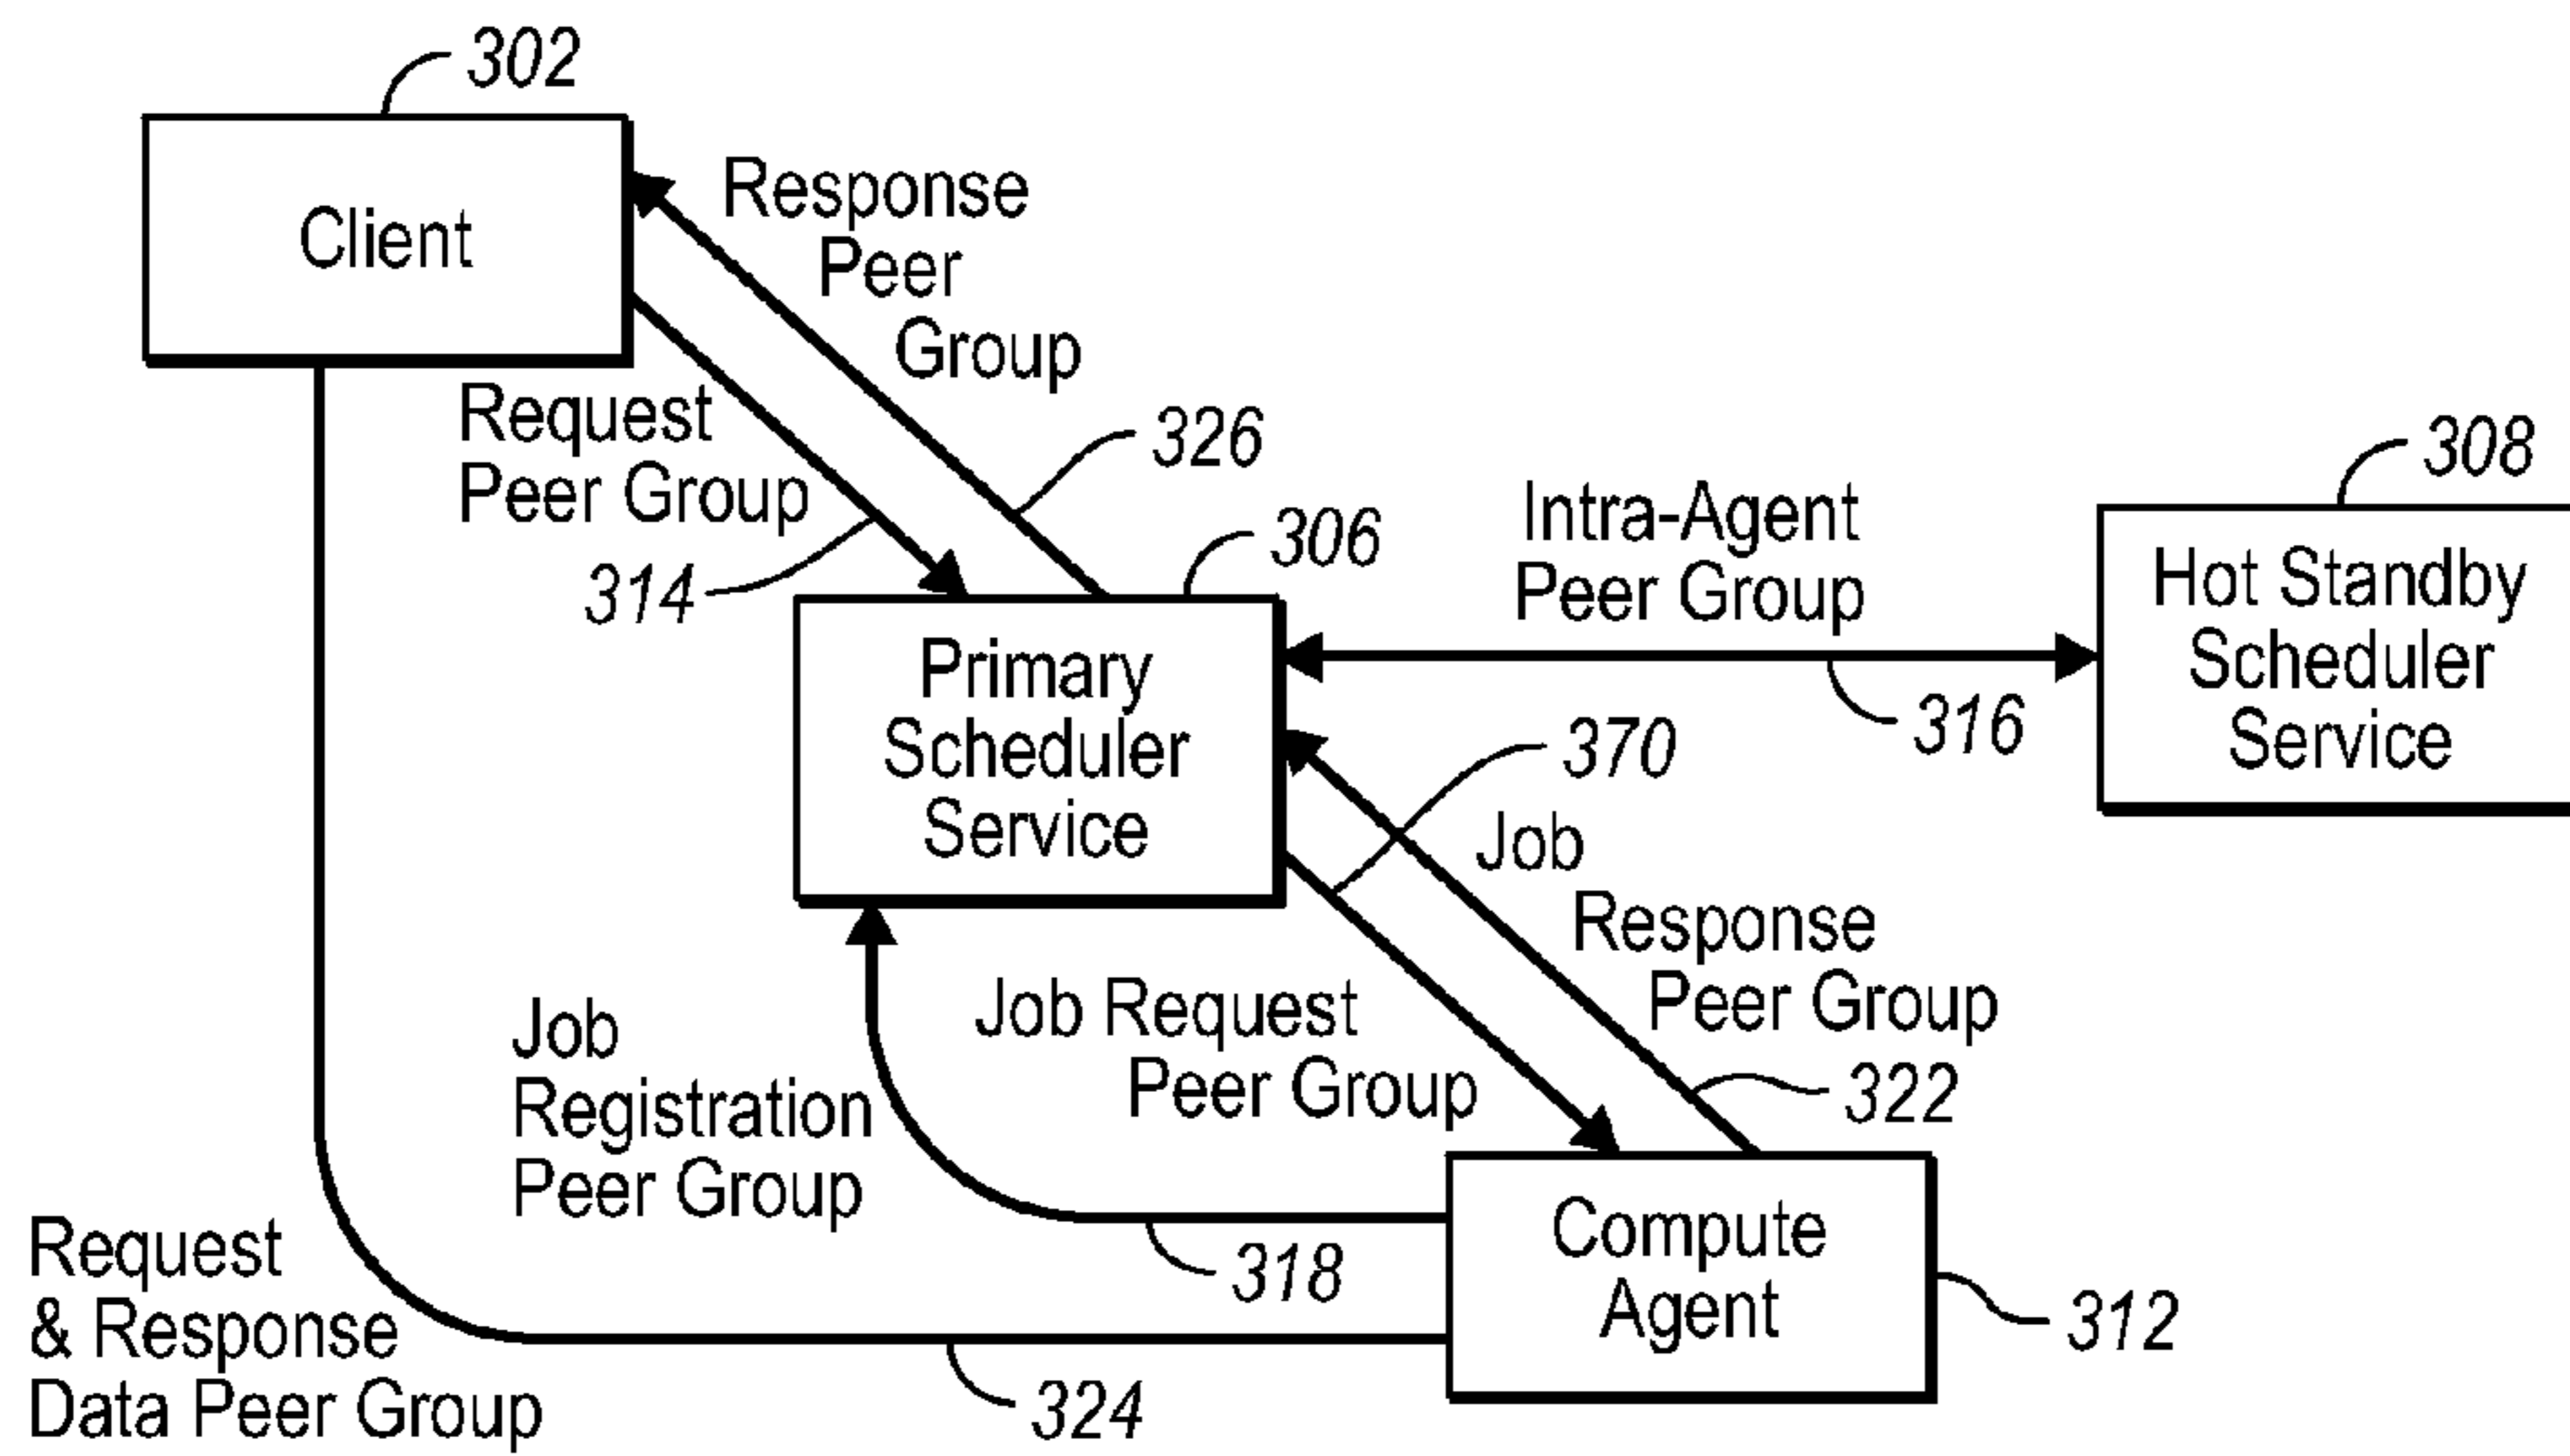 302
Client
Response
Peer
Group
Request
Peer Group
326
314
306
Primary
Scheduler
Service
Intra-Agent
Peer Group
308
Hot Standby
Scheduler
Service
316
370
Job
Response
Peer Group
Job Request
Peer Group
322
Job
Registration
Peer Group
318
Compute
Agent
312
Request
& Response
Data Peer Group
324